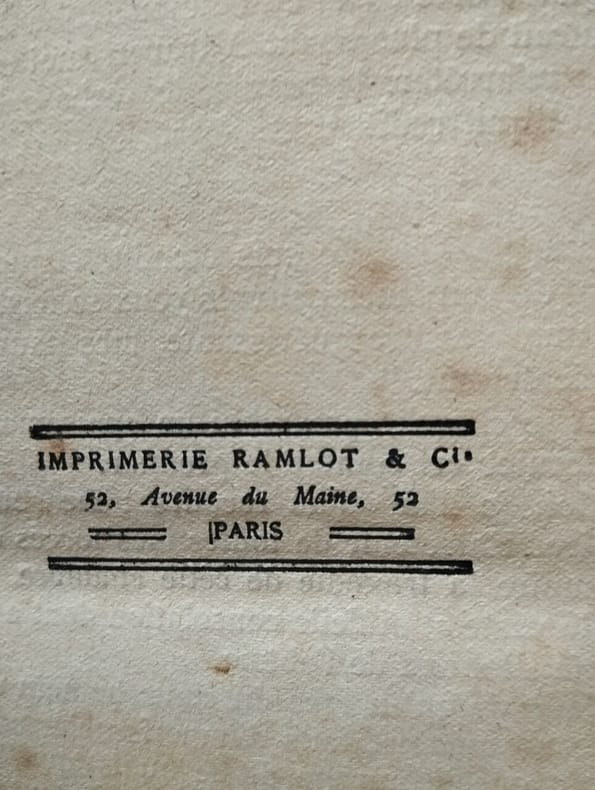 IMPRIMERIE RAMLOT & Cie
52, Avenue du Maine, 52
PARIS